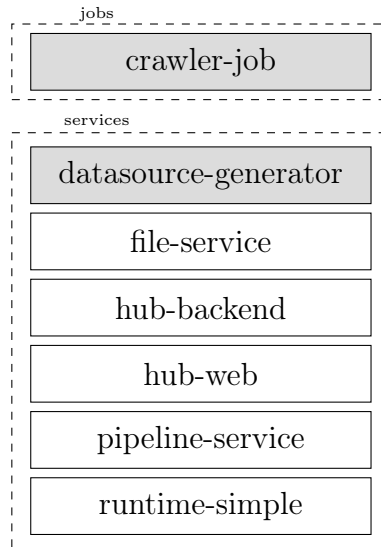 jobs
crawler-job
services
datasource-generator
file-service
hub-backend
hub-web
pipeline-service
runtime-simple